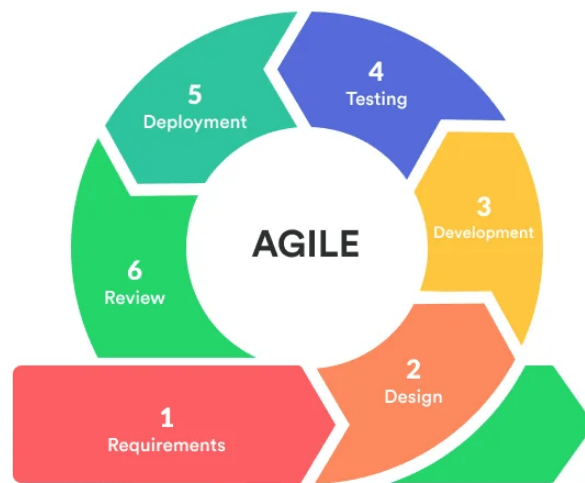 AGILE
1
Requirements
2
Design
3
Development
4
Testing
5
Deployment
6
Review